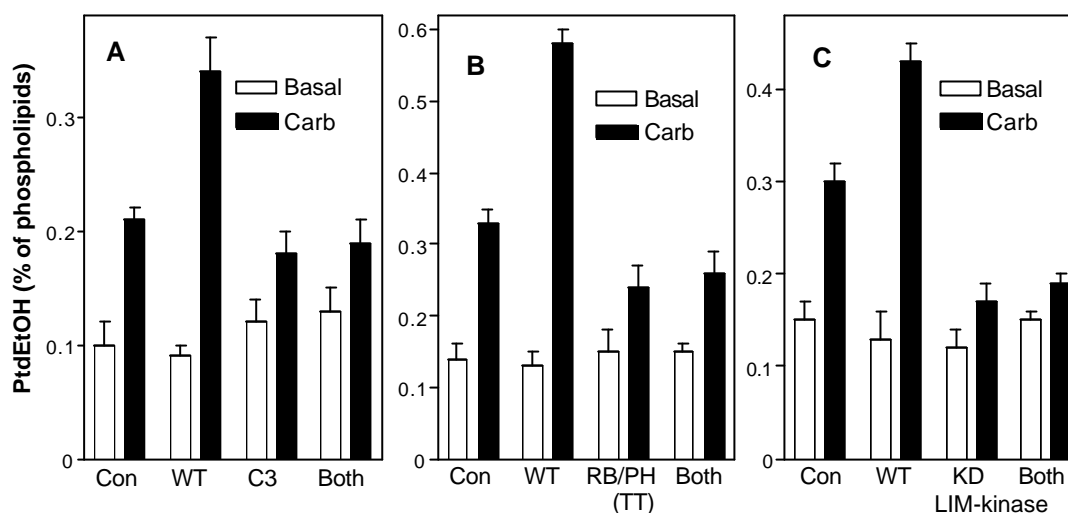 PtdEtOH (% of phospholipids)
A
Basal
Carb
0.3
0.2
0.1
0
Con WT C3 Both
B
Basal
Carb
0.6
0.5
0.4
0.3
0.2
0.1
0
Con WT RB/PH Both
(TT)
C
Basal
Carb
0.4
0.3
0.2
0.1
0
Con WT KD Both
LIM-kinase